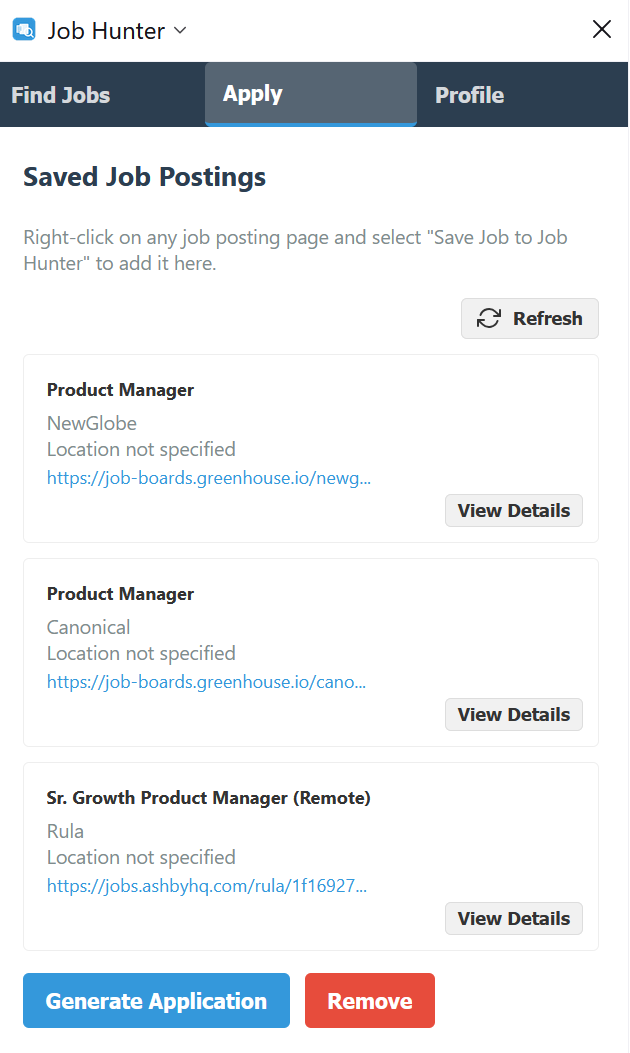 Job Hunter
Find Jobs
Apply
Profile
Saved Job Postings
Right-click on any job posting page and select "Save Job to Job
Hunter" to add it here.
Refresh
Product Manager
NewGlobe
Location not specified
https://job-boards.greenhouse.io/newg...
View Details
Product Manager
Canonical
Location not specified
https://job-boards.greenhouse.io/cano...
View Details
Sr. Growth Product Manager (Remote)
Rula
Location not specified
https://jobs.ashbyhq.com/rula/1f16927...
View Details
Generate Application
Remove